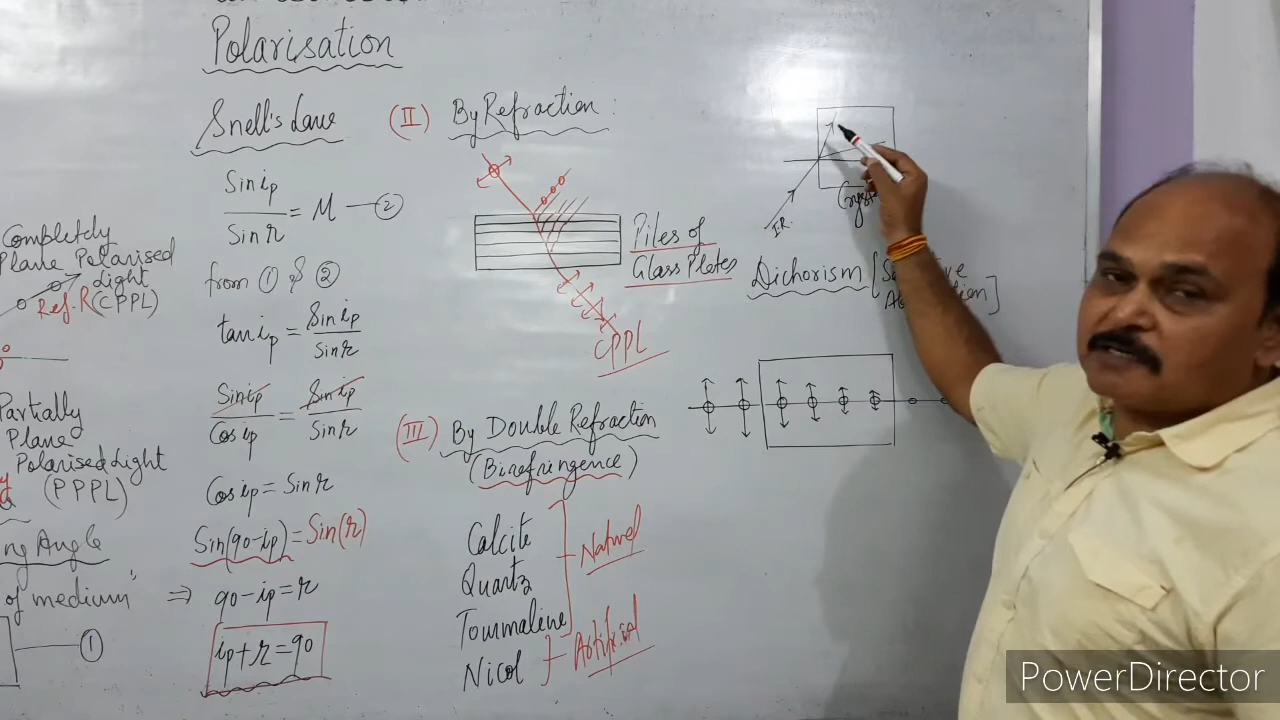 Polarisation
Completely
Plane Polarised
light
Ref.R (CPPL)
Partially
Plane
Polarised Light
(PPPL)
ng Angle
of medium"
①
Snell's Law
Sin ip
Sin r
= M — ②
from ① & ②
tan ip = Sin ip
Sin r
Sin ip = Sin ip
Cos ip Sin r
Cos ip = Sin r
Sin(90-ip) = Sin(r)
⇒ 90 - ip = r
ip + r = 90
(II) By Refraction :
Piles of
Glass Plates
CPPL
(III) By Double Refraction
(Birefringence)
Calcite
Quartz
Tourmaline
Natural
Nicol
Artificial
I.R.
Dichorism [
PowerDirector